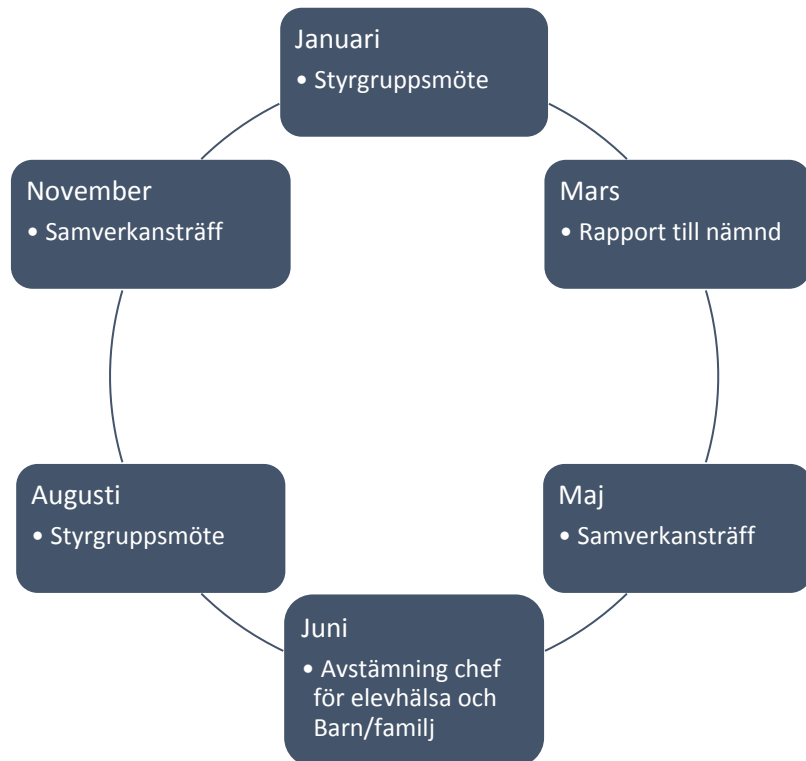 Januari
• Styrgruppsmöte
Mars
• Rapport till nämnd
Maj
• Samverkansträff
Juni
• Avstämning chef
för elevhälsa och
Barn/familj
Augusti
• Styrgruppsmöte
November
• Samverkansträff